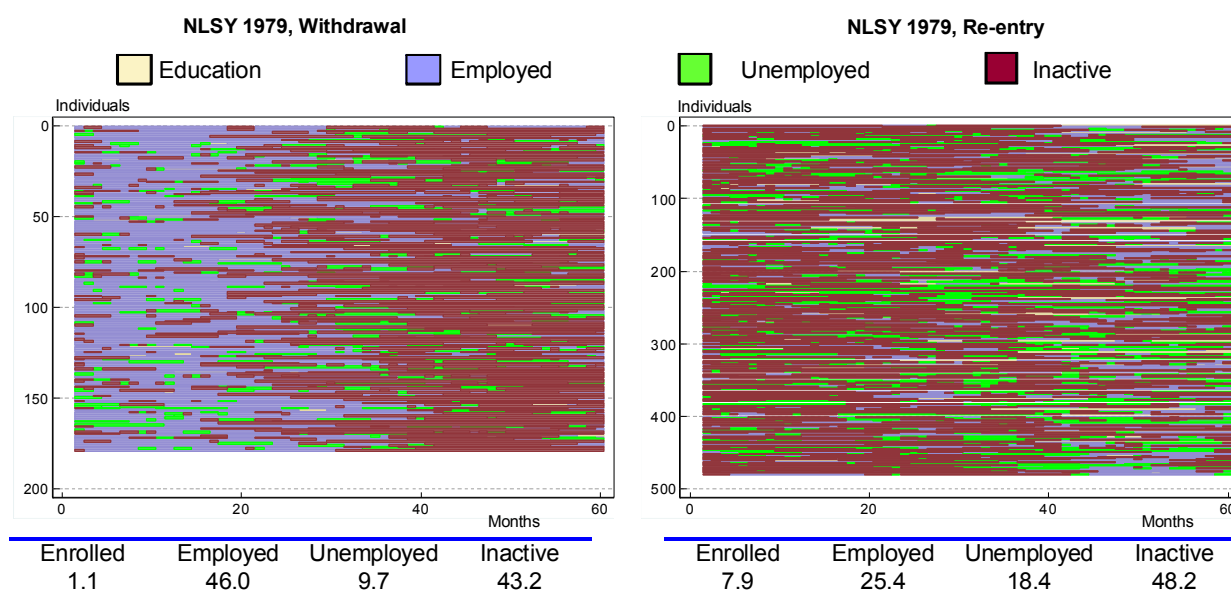 NLSY 1979, Withdrawal
NLSY 1979, Re-entry
Education
Employed
Unemployed
Inactive
Individuals
0
50
100
150
200
0
20
40
60
Months
Individuals
0
100
200
300
400
500
0
20
40
60
Months
Enrolled Employed Unemployed Inactive
1.1 46.0 9.7 43.2
Enrolled Employed Unemployed Inactive
7.9 25.4 18.4 48.2